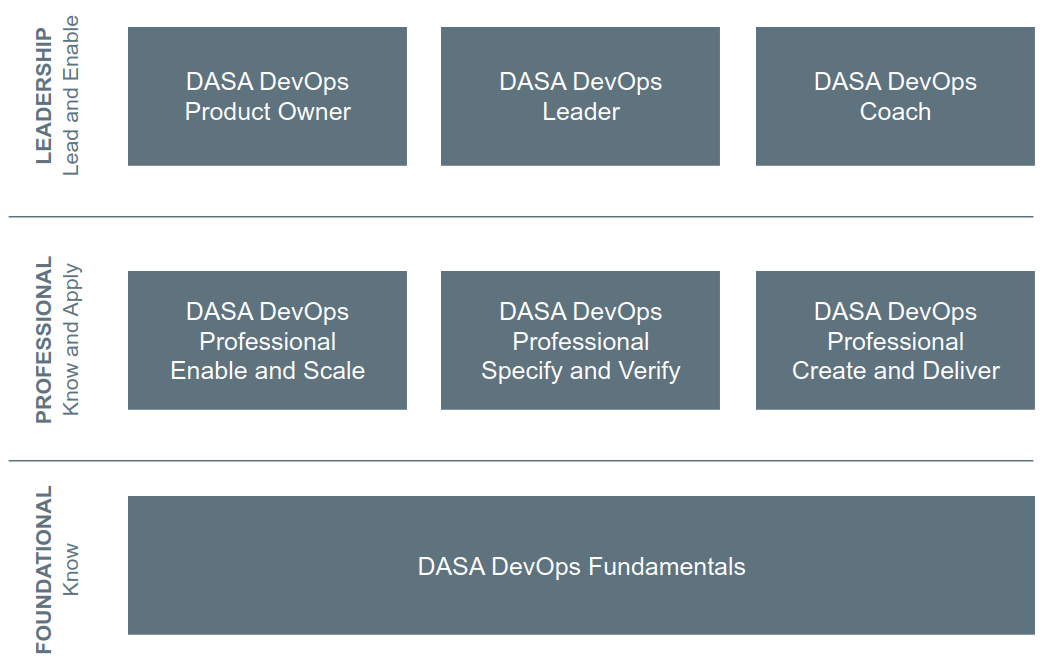 LEADERSHIP
Lead and Enable
DASA DevOps
Product Owner
DASA DevOps
Leader
DASA DevOps
Coach
PROFESSIONAL
Know and Apply
DASA DevOps
Professional
Enable and Scale
DASA DevOps
Professional
Specify and Verify
DASA DevOps
Professional
Create and Deliver
FOUNDATIONAL
Know
DASA DevOps Fundamentals